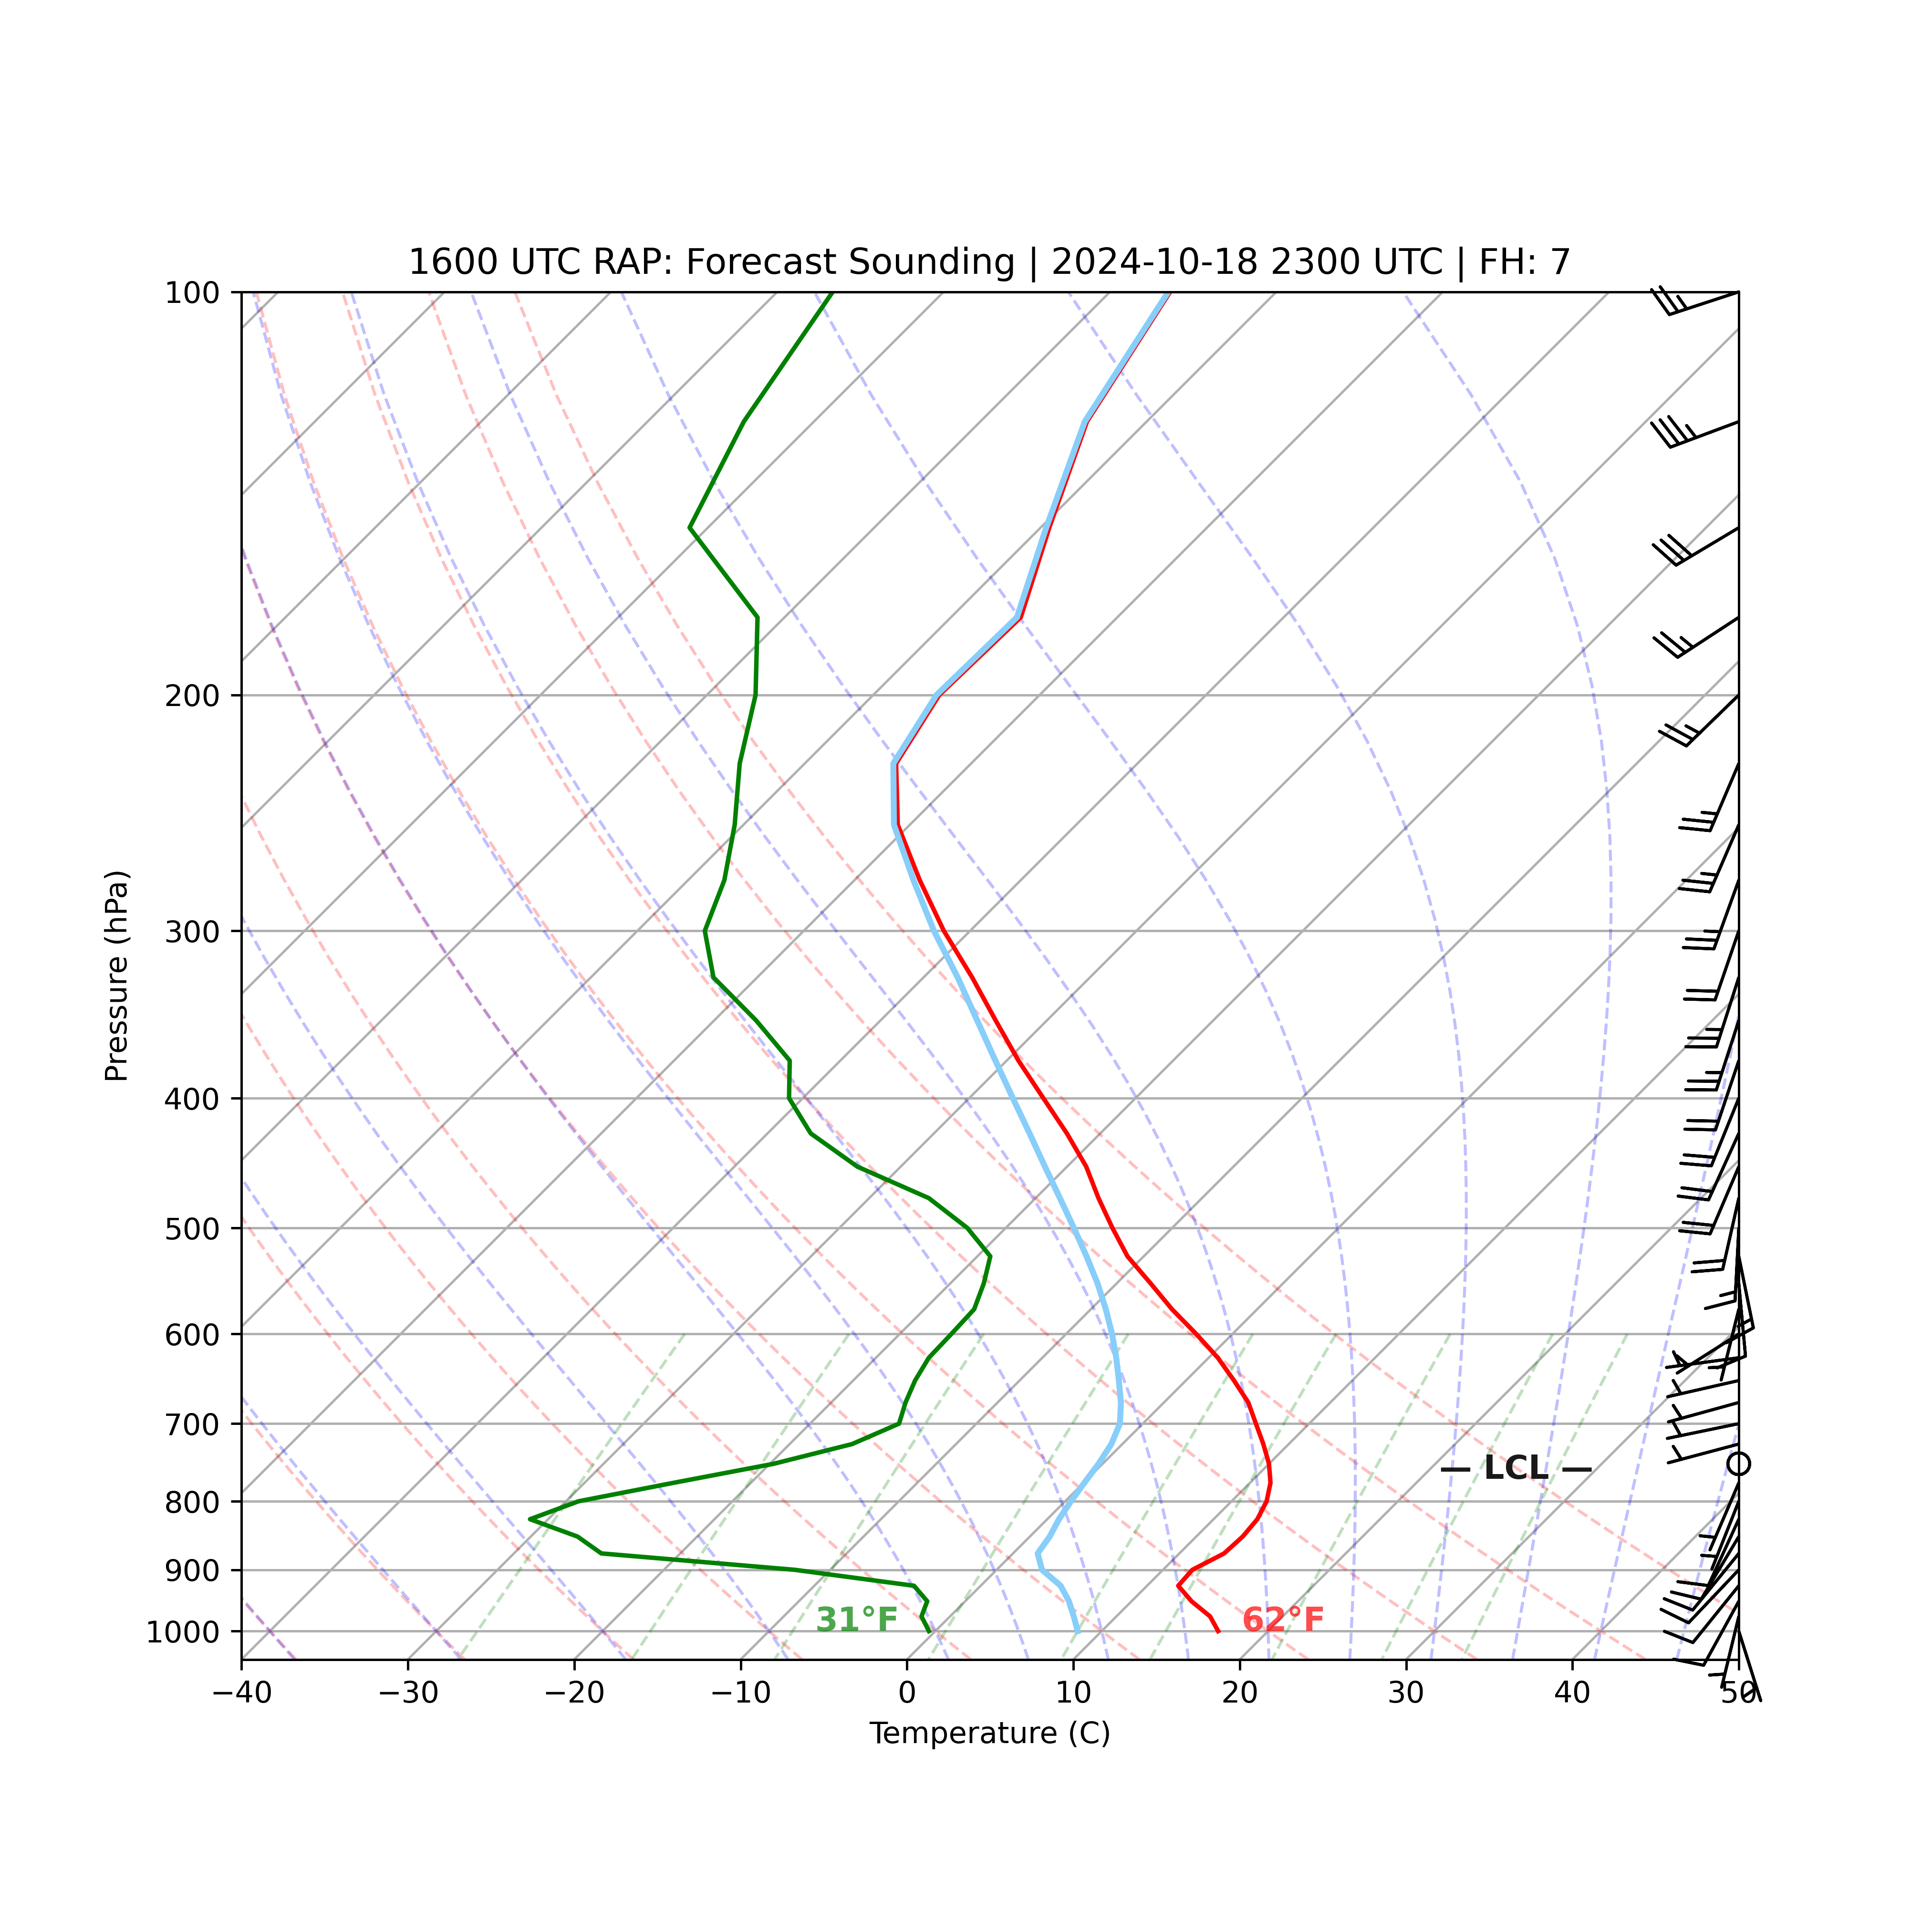 1600 UTC RAP: Forecast Sounding | 2024-10-18 2300 UTC | FH: 7
100
200
300
400
500
600
700
800
900
1000
Pressure (hPa)
— LCL —
31°F
62°F
−40 −30 −20 −10 0 10 20 30 40 50
Temperature (C)